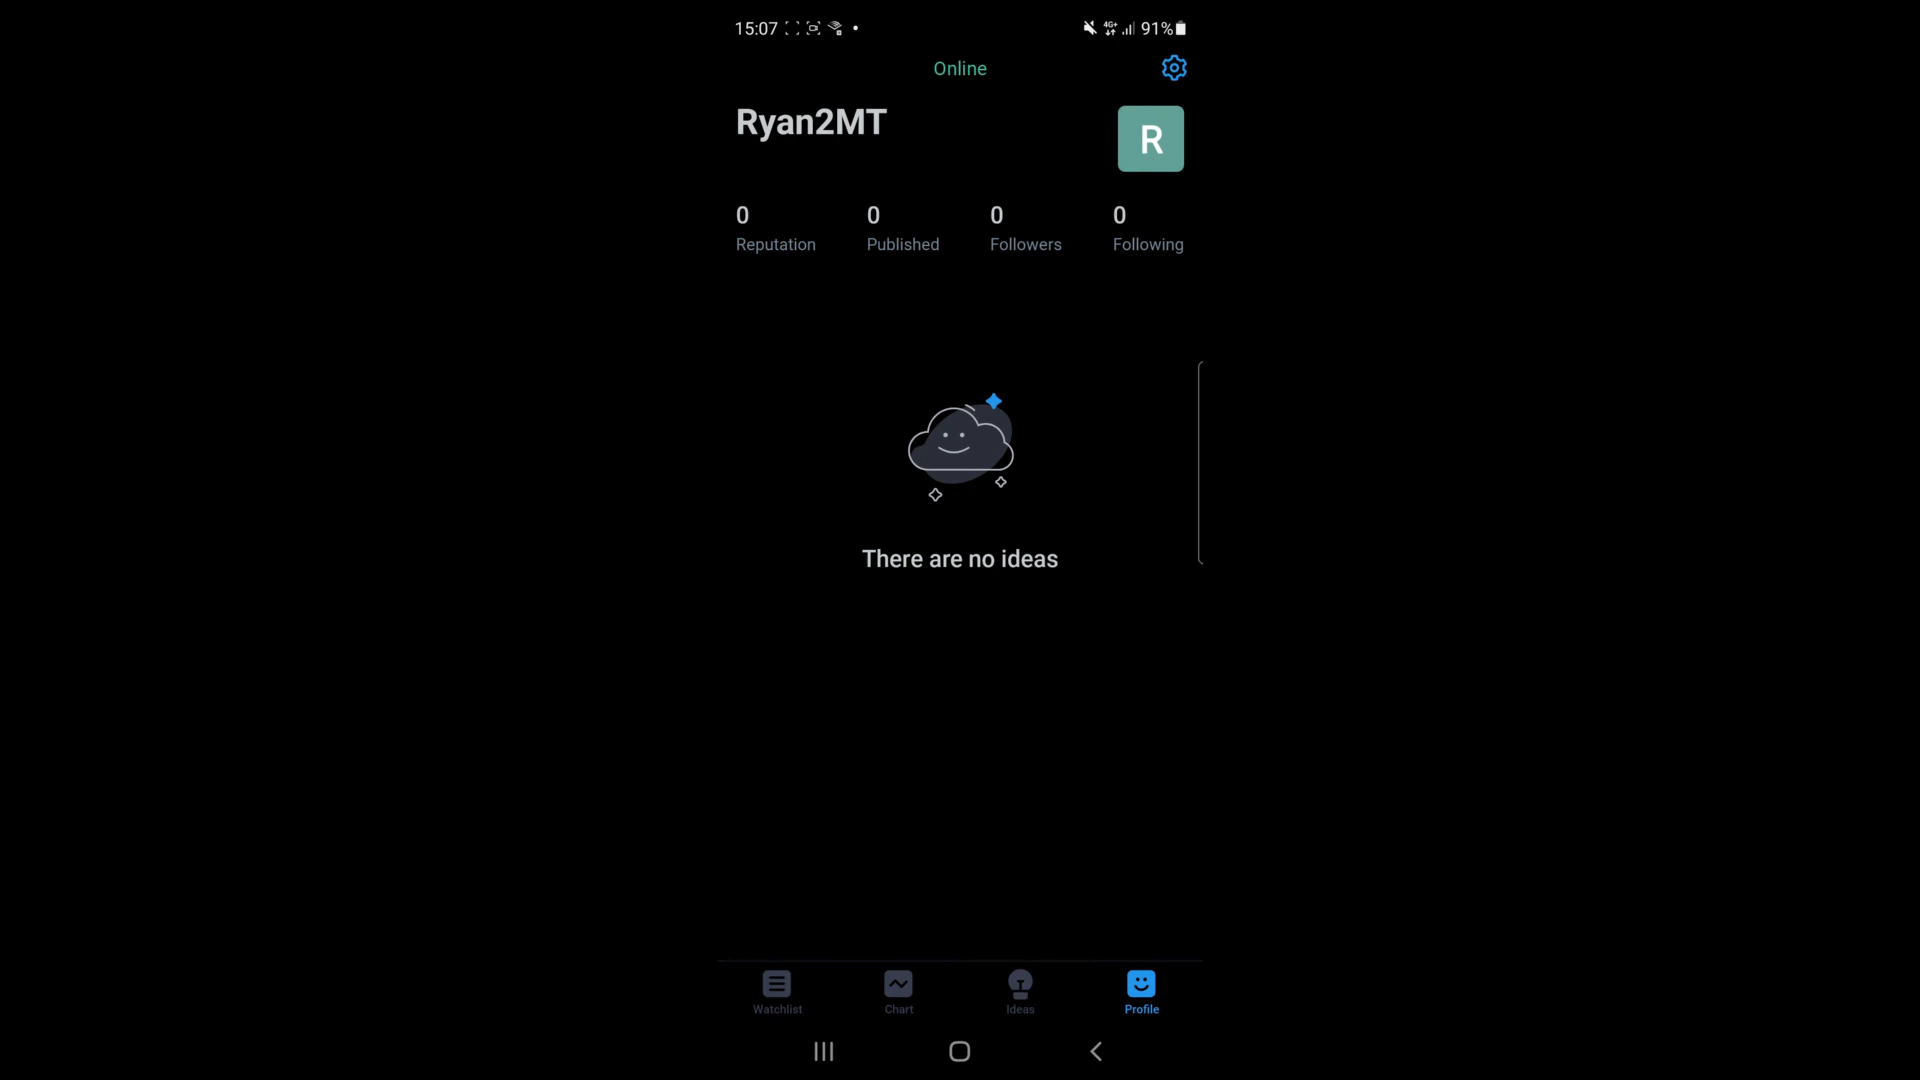 15:07 4G+ 91%
Online
Ryan2MT
R
0 0 0 0
Reputation Published Followers Following
There are no ideas
Watchlist Chart Ideas Profile